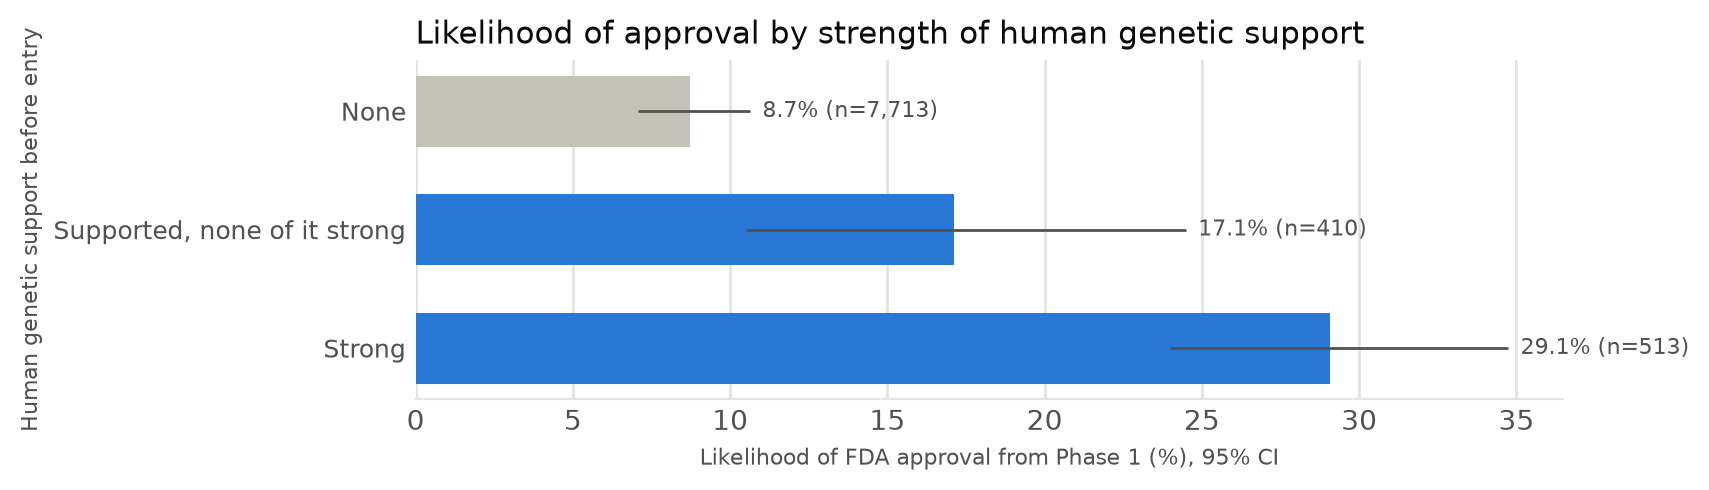 Likelihood of approval by strength of human genetic support
Human genetic support before entry
None
8.7% (n=7,713)
Supported, none of it strong
17.1% (n=410)
Strong
29.1% (n=513)
0 5 10 15 20 25 30 35
Likelihood of FDA approval from Phase 1 (%), 95% CI